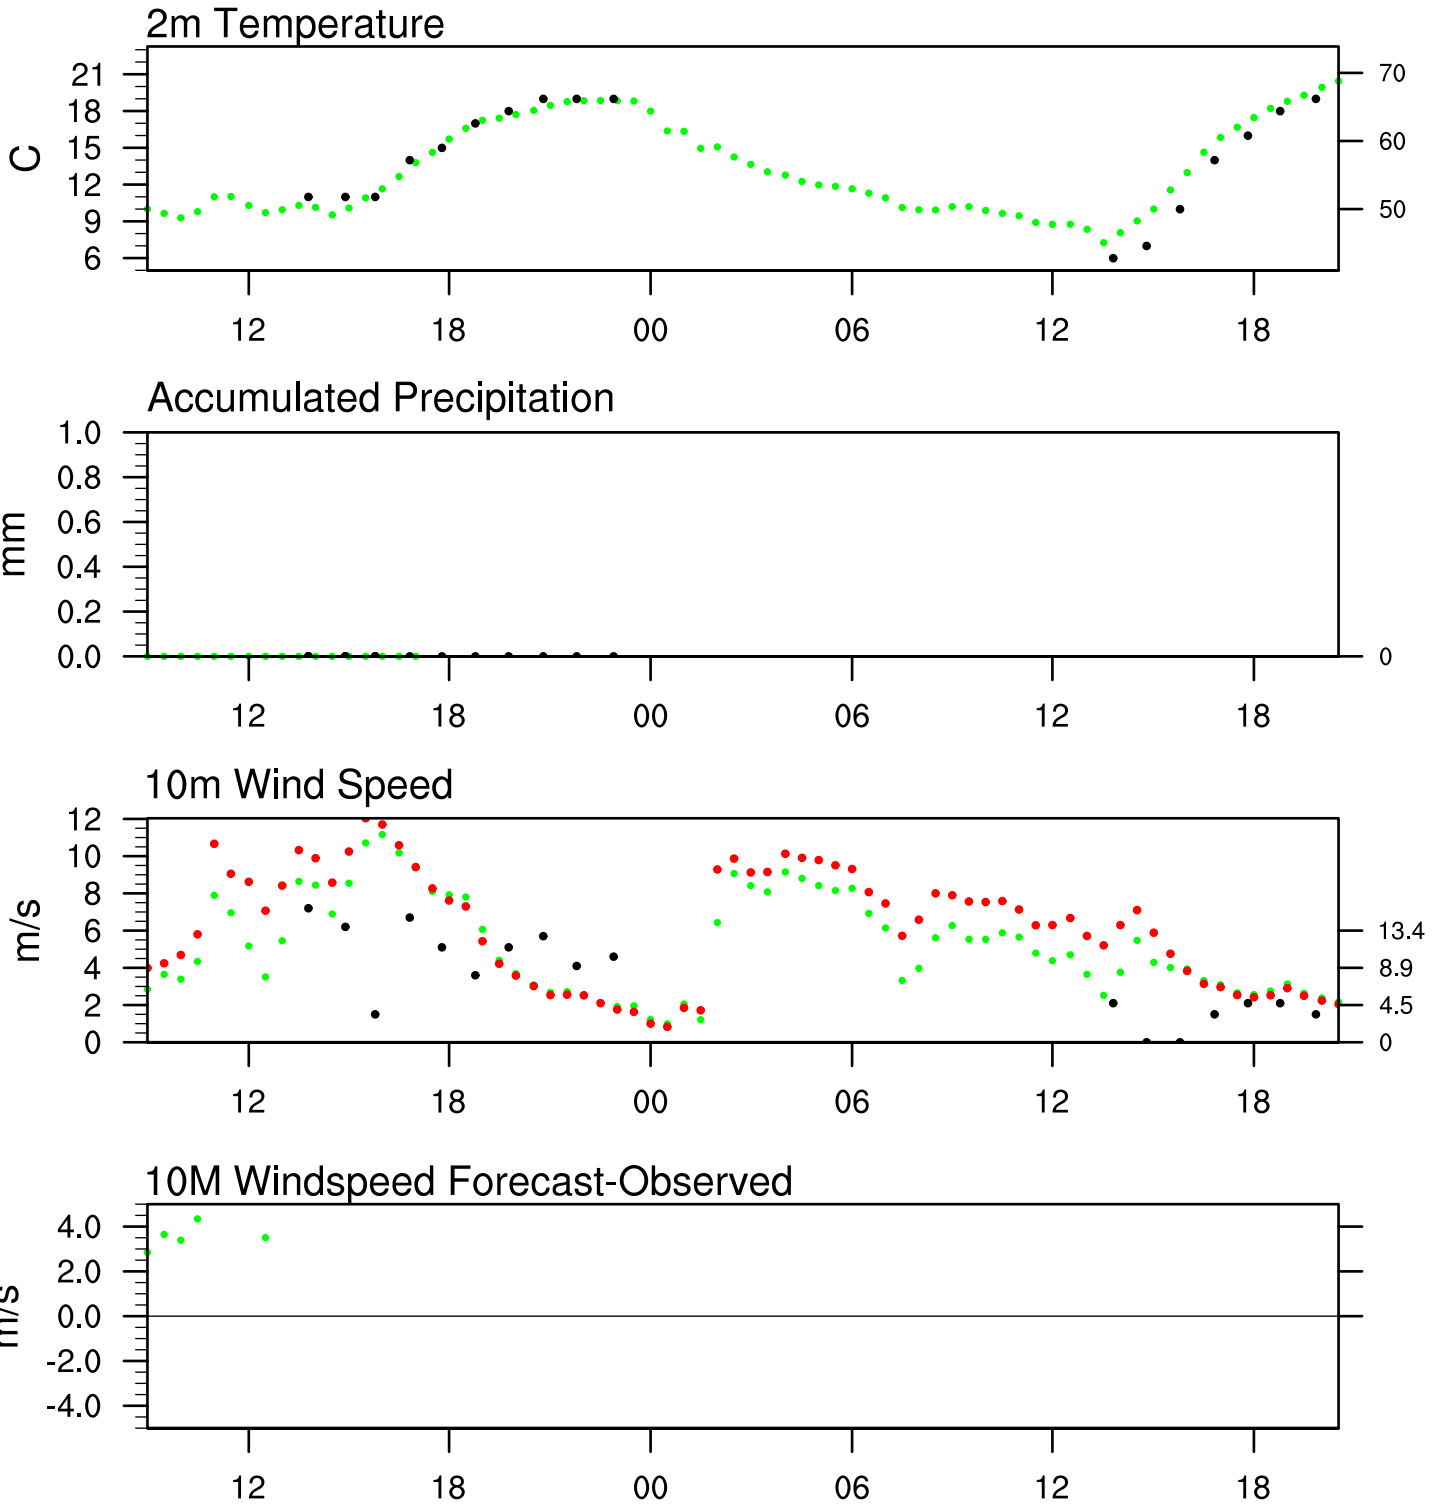 2m Temperature
21
18
15
12
9
6
C
70
60
50
12 18 00 06 12 18
Accumulated Precipitation
1.0
0.8
0.6
0.4
0.2
0.0
mm
0
12 18 00 06 12 18
10m Wind Speed
12
10
8
6
4
2
0
m/s
13.4
8.9
4.5
0
12 18 00 06 12 18
10M Windspeed Forecast-Observed
4.0
2.0
0.0
-2.0
-4.0
m/s
12 18 00 06 12 18